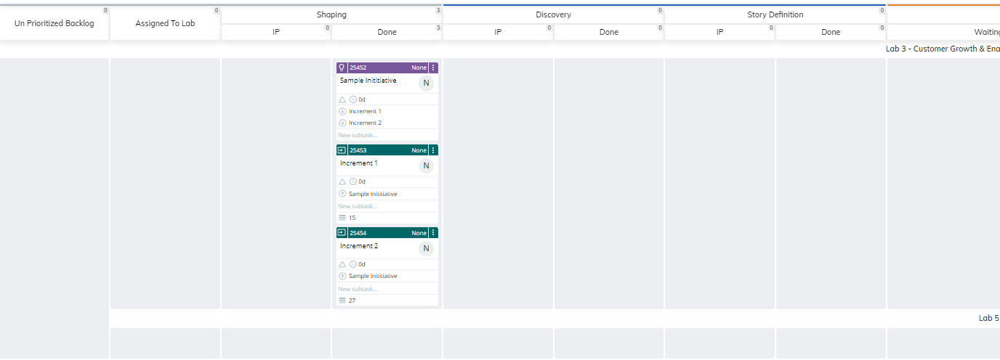 0
0
Shaping
3
Discovery
0
Story Definition
0
Un Prioritized Backlog
Assigned To Lab
IP
0
Done
3
IP
0
Done
0
IP
0
Done
0
Waiting
Lab 3 - Customer Growth & Ena
25452 None
Sample Inititiative
N
0d
Increment 1
Increment 2
New subtask...
25453 None
Increment 1
N
0d
Sample Inititiative
New subtask...
15
25454 None
Increment 2
N
0d
Sample Inititiative
New subtask...
27
Lab 5